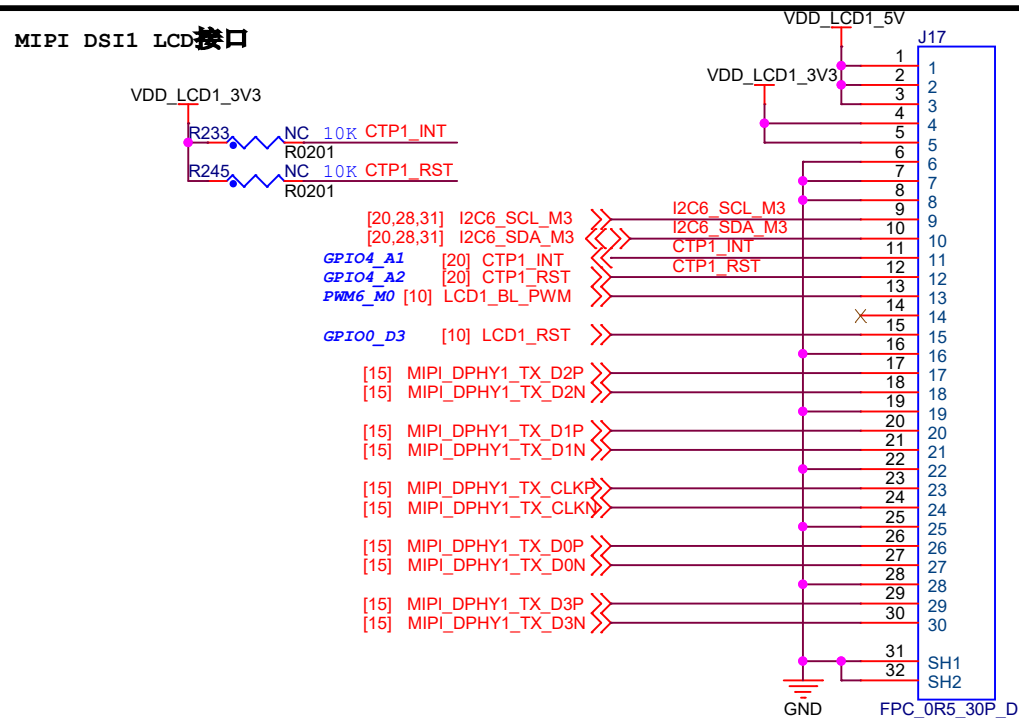 VDD_LCD1_5V
MIPI DSI1 LCD接口
J17
VDD_LCD1_3V3
VDD_LCD1_3V3
R233 NC 10K CTP1_INT
R0201
R245 NC 10K CTP1_RST
R0201
1 1
2 2
3 3
4 4
5 5
6 6
7 7
8 8
[20,28,31] I2C6_SCL_M3 I2C6_SCL_M3 9 9
[20,28,31] I2C6_SDA_M3 I2C6_SDA_M3 10 10
GPIO4_A1 [20] CTP1_INT CTP1_INT 11 11
GPIO4_A2 [20] CTP1_RST CTP1_RST 12 12
PWM6_M0 [10] LCD1_BL_PWM 13 13
14 14
GPIO0_D3 [10] LCD1_RST 15 15
16 16
[15] MIPI_DPHY1_TX_D2P 17 17
[15] MIPI_DPHY1_TX_D2N 18 18
19 19
[15] MIPI_DPHY1_TX_D1P 20 20
[15] MIPI_DPHY1_TX_D1N 21 21
22 22
[15] MIPI_DPHY1_TX_CLKP 23 23
[15] MIPI_DPHY1_TX_CLKN 24 24
25 25
[15] MIPI_DPHY1_TX_D0P 26 26
[15] MIPI_DPHY1_TX_D0N 27 27
28 28
[15] MIPI_DPHY1_TX_D3P 29 29
[15] MIPI_DPHY1_TX_D3N 30 30
31 SH1
32 SH2
GND
FPC_0R5_30P_D